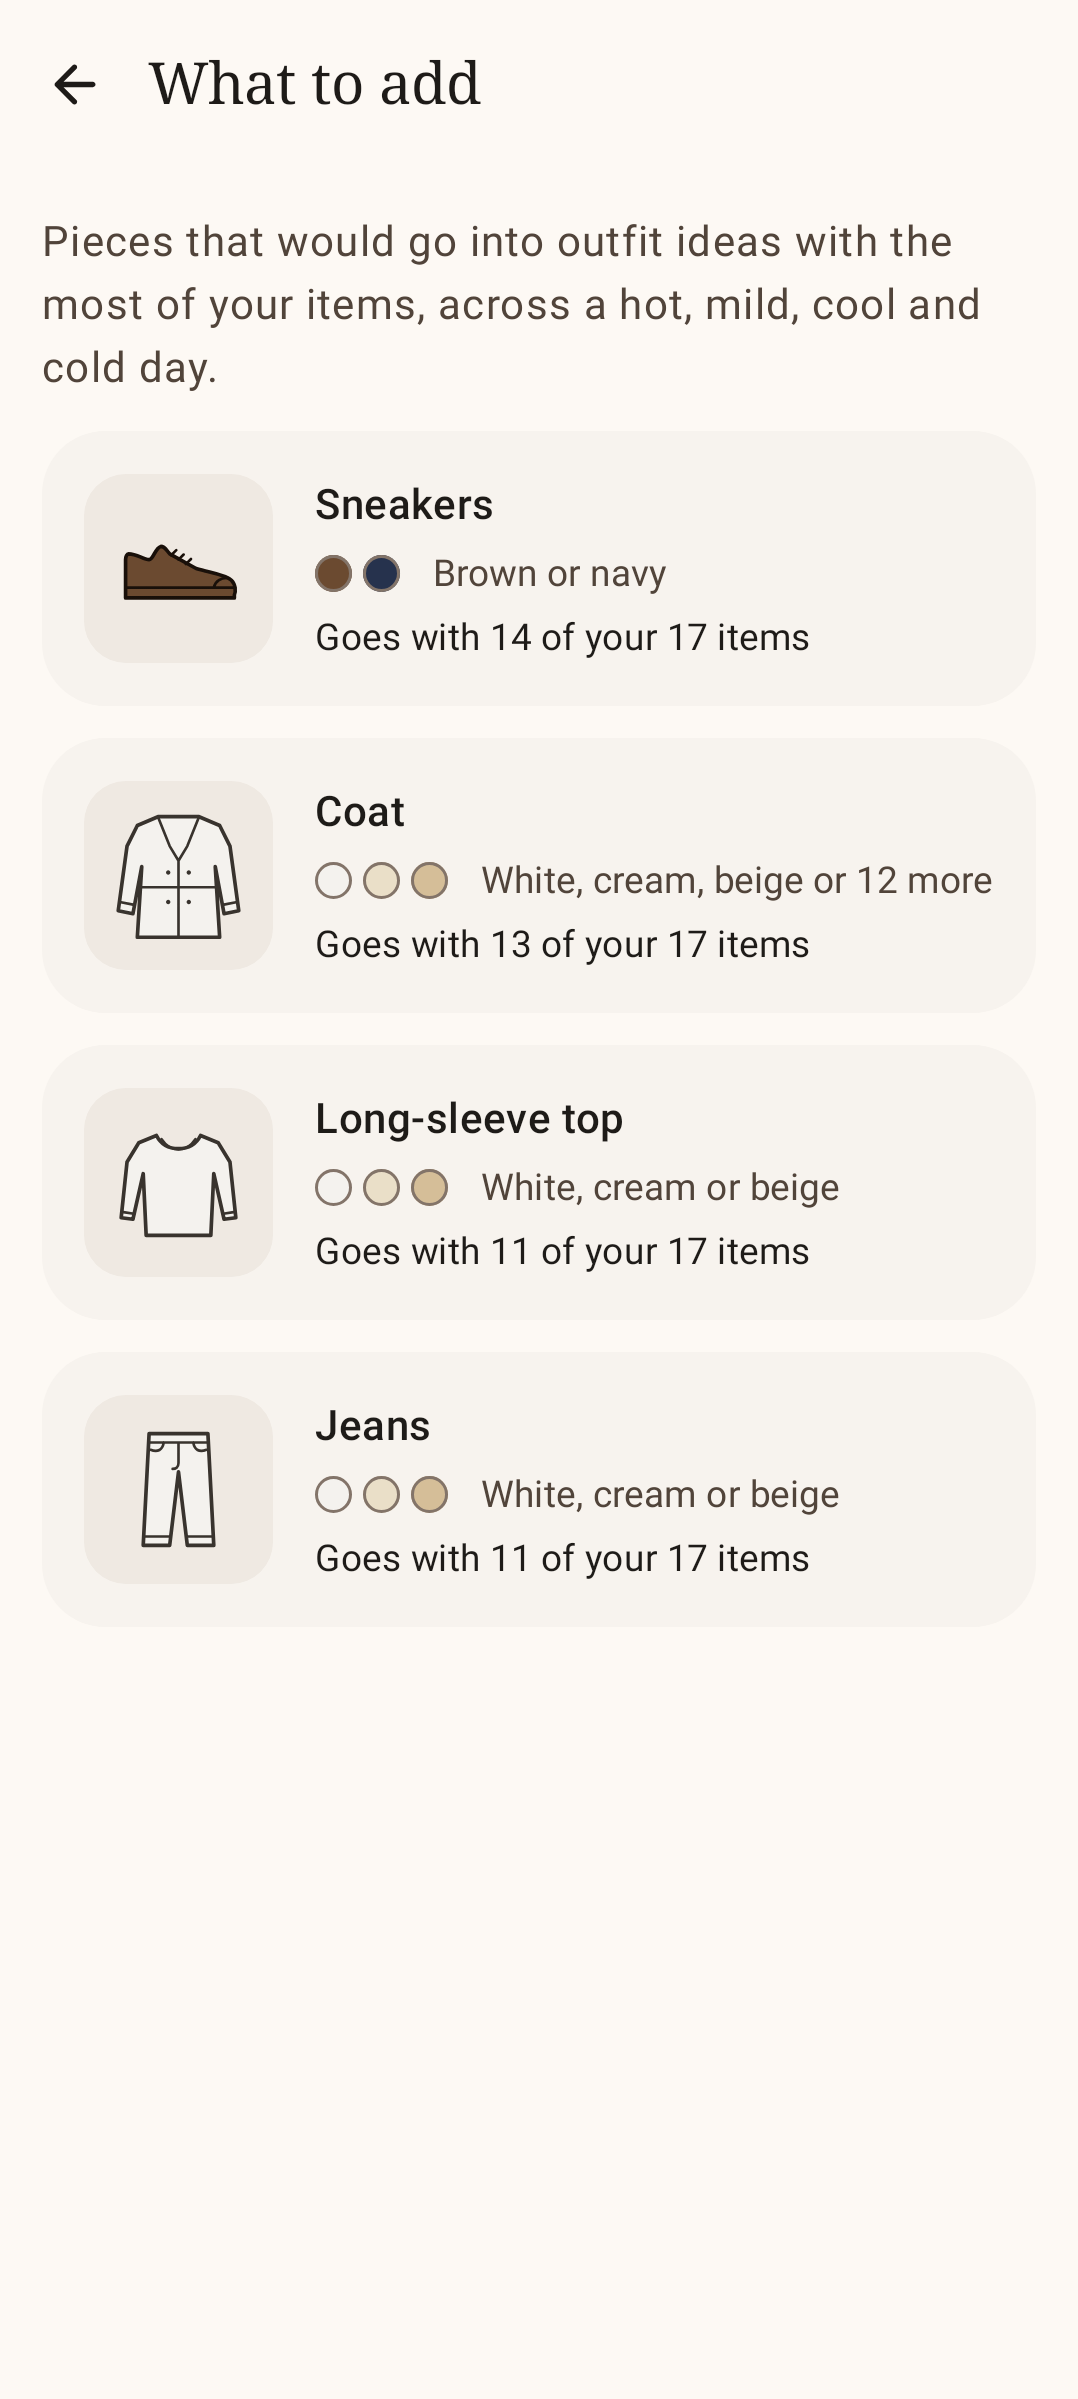 What to add
Pieces that would go into outfit ideas with the
most of your items, across a hot, mild, cool and
cold day.
Sneakers
Brown or navy
Goes with 14 of your 17 items
Coat
White, cream, beige or 12 more
Goes with 13 of your 17 items
Long-sleeve top
White, cream or beige
Goes with 11 of your 17 items
Jeans
White, cream or beige
Goes with 11 of your 17 items